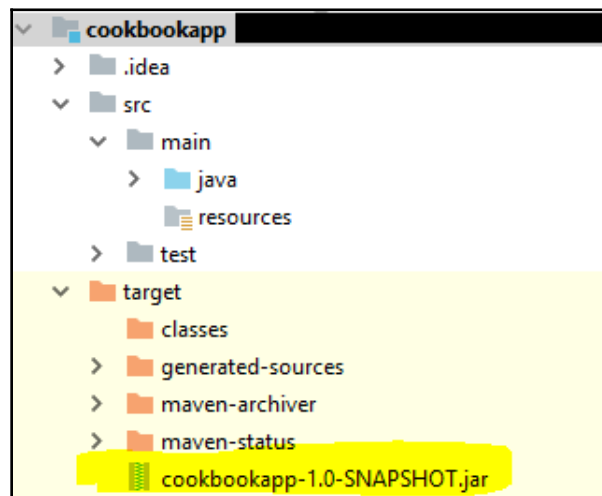 cookbookapp
.idea
src
main
java
resources
test
target
classes
generated-sources
maven-archiver
maven-status
cookbookapp-1.0-SNAPSHOT.jar